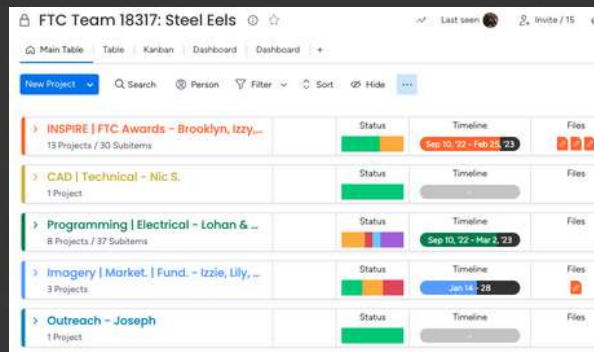 FTC Team 18317: Steel Eels
Last seen
Invite / 15
Main Table Table Kanban Dashboard Dashboard +
New Project Search Person Filter Sort Hide ...
INSPIRE | FTC Awards - Brooklyn, Izzy,...
13 Projects / 30 Subitems
Status Timeline Files
Sep 10, '22 - Feb 25, '23
CAD | Technical - Nic S.
1 Project
Status Timeline Files
-
Programming | Electrical - Lohan & ...
8 Projects / 37 Subitems
Status Timeline Files
Sep 10, '22 - Mar 2, '23
Imagery | Market. | Fund. - Izzie, Lily, ...
3 Projects
Status Timeline Files
Jan 14 - 28
Outreach - Joseph
1 Project
Status Timeline Files
-